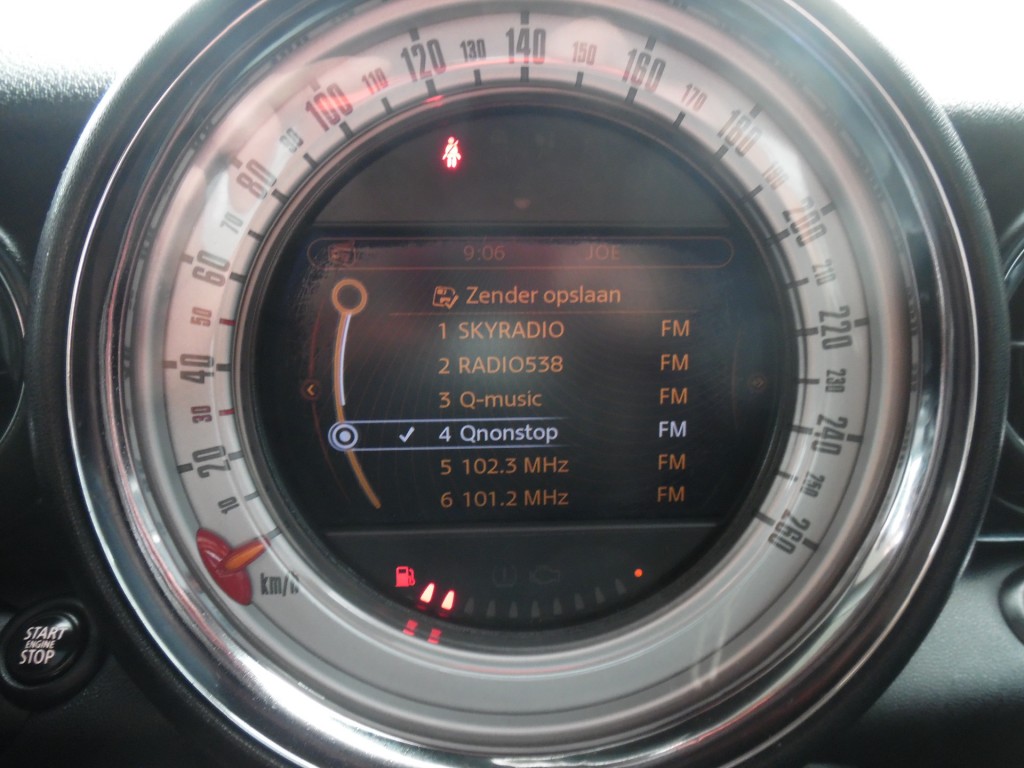 10
20
30
40
50
60
70
80
90
100
110
120
130
140
150
160
170
180
190
200
210
220
230
240
250
260
km/h
9:06 JOE
Zender opslaan
1 SKYRADIO FM
2 RADIO538 FM
3 Q-music FM
4 Qnonstop FM
5 102.3 MHz FM
6 101.2 MHz FM
START
ENGINE
STOP